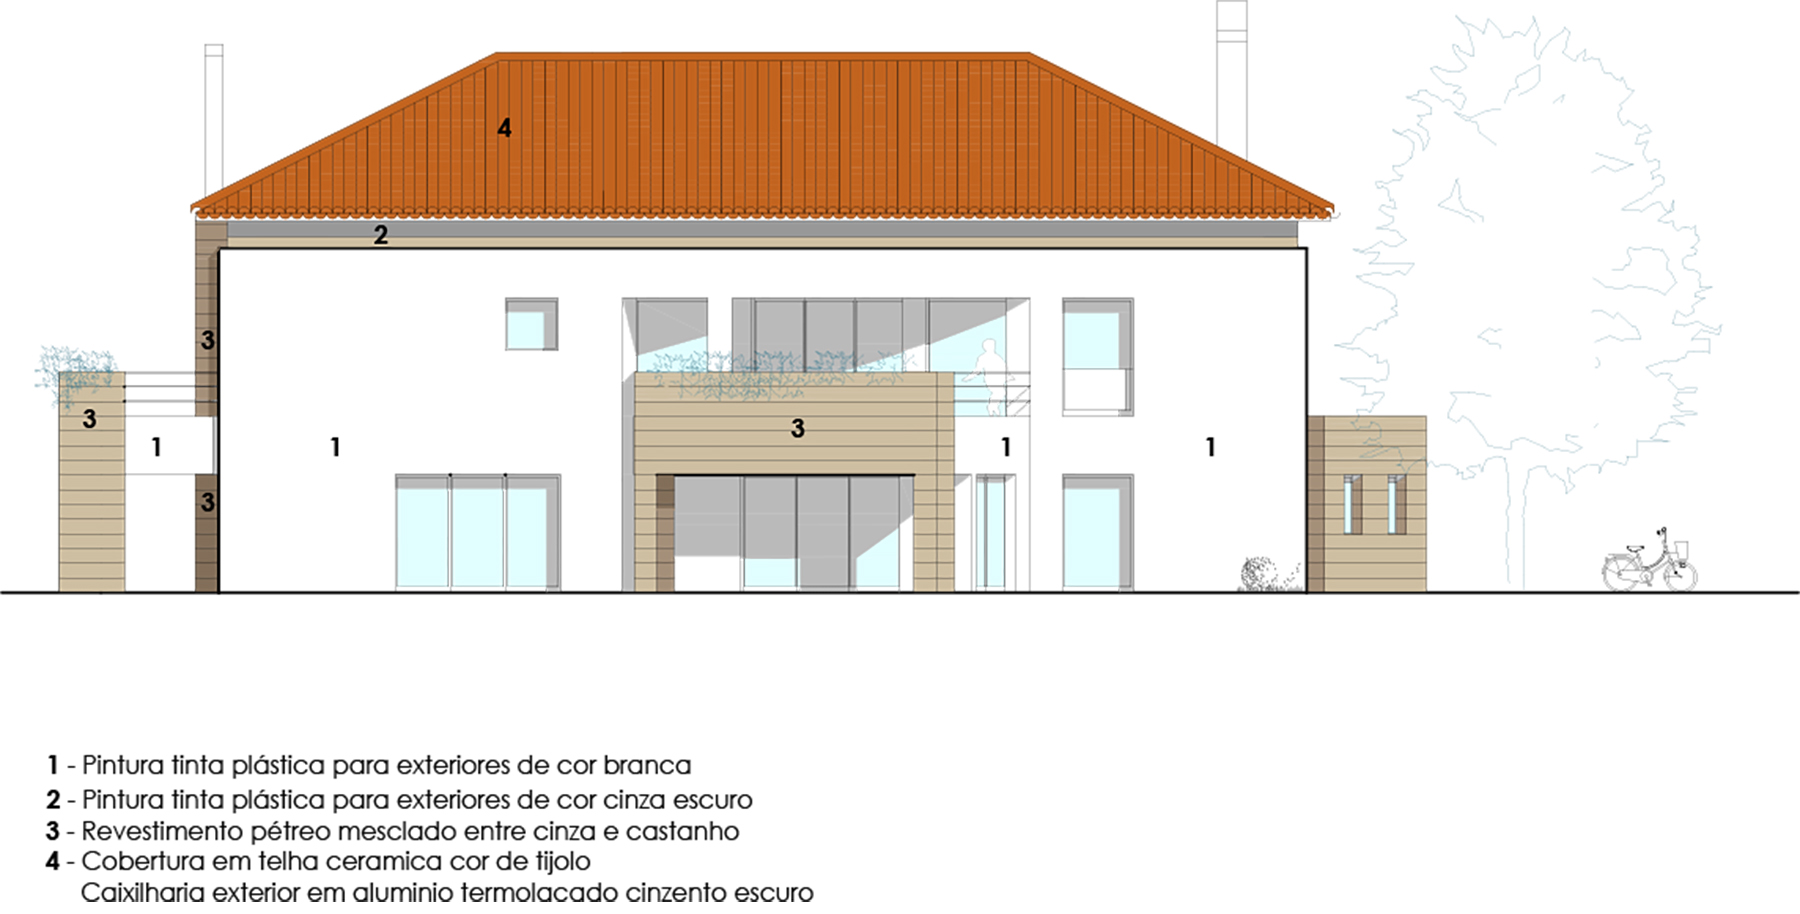 4
2
3
3
3
1
1
1
1
3
1 - Pintura tinta plástica para exteriores de cor branca
2 - Pintura tinta plástica para exteriores de cor cinza escuro
3 - Revestimento pétreo mesclado entre cinza e castanho
4 - Cobertura em telha ceramica cor de tijolo
Caixilharia exterior em aluminio termolacado cinzento escuro